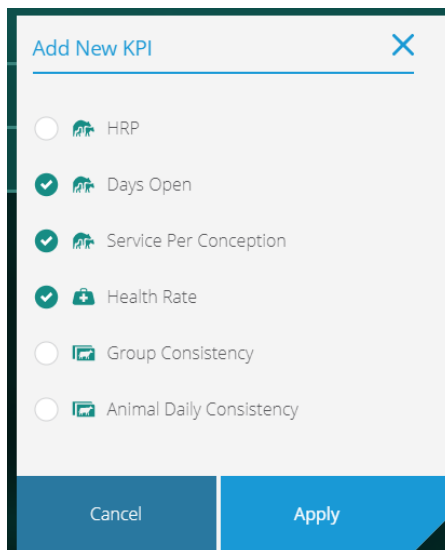 Add New KPI
HRP
Days Open
Service Per Conception
Health Rate
Group Consistency
Animal Daily Consistency
Cancel
Apply